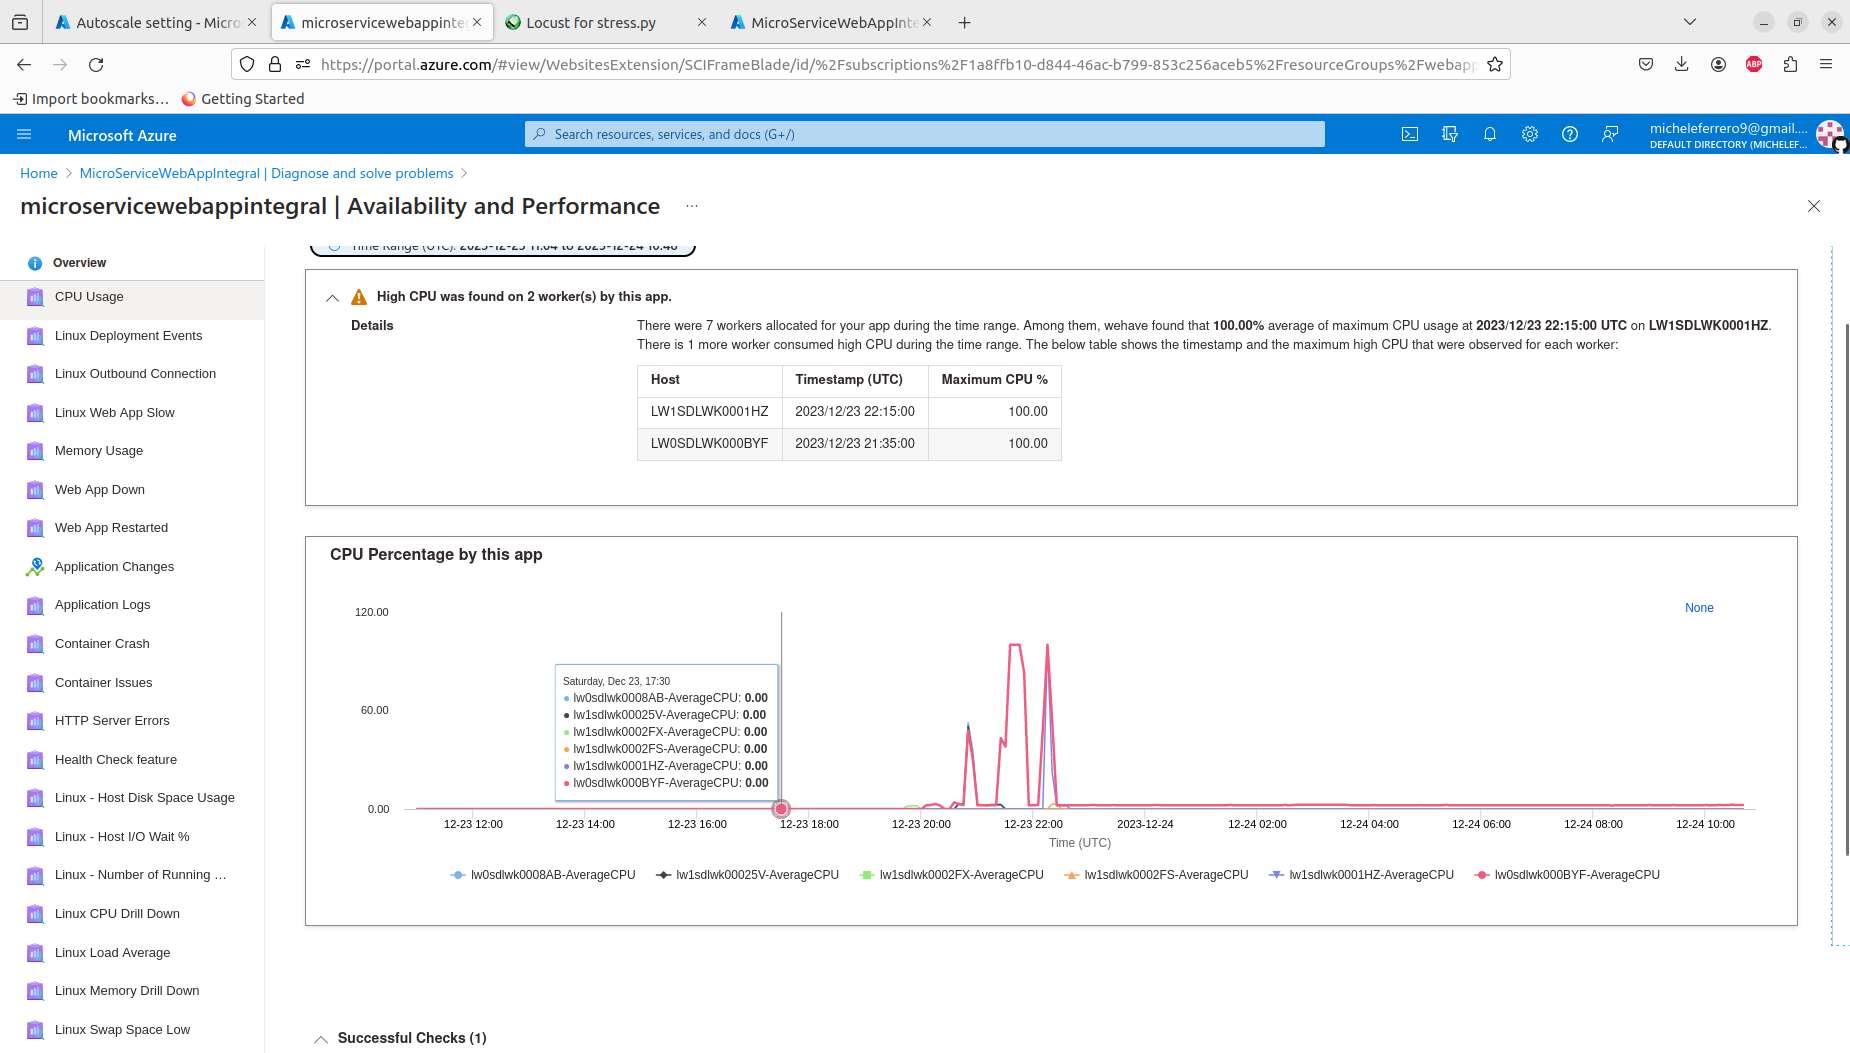 Autoscale setting - Micro
microservicewebappinteg
Locust for stress.py
MicroServiceWebAppInte
https://portal.azure.com/#view/WebsitesExtension/SCIFrameBlade/id/%2Fsubscriptions%2F1a8ffb10-d844-46ac-b799-853c256aceb5%2FresourceGroups%2Fwebapp
ABP
Import bookmarks...
Getting Started
Microsoft Azure
Search resources, services, and docs (G+/)
micheleferrero9@gmail....
DEFAULT DIRECTORY (MICHELEF...
Home > MicroServiceWebAppIntegral | Diagnose and solve problems >
microservicewebappintegral | Availability and Performance ...
Overview
CPU Usage
Linux Deployment Events
Linux Outbound Connection
Linux Web App Slow
Memory Usage
Web App Down
Web App Restarted
Application Changes
Application Logs
Container Crash
Container Issues
HTTP Server Errors
Health Check feature
Linux - Host Disk Space Usage
Linux - Host I/O Wait %
Linux - Number of Running ...
Linux CPU Drill Down
Linux Load Average
Linux Memory Drill Down
Linux Swap Space Low
Time Range (UTC):
High CPU was found on 2 worker(s) by this app.
Details
There were 7 workers allocated for your app during the time range. Among them, wehave found that 100.00% average of maximum CPU usage at 2023/12/23 22:15:00 UTC on LW1SDLWK0001HZ.
There is 1 more worker consumed high CPU during the time range. The below table shows the timestamp and the maximum high CPU that were observed for each worker:
Host Timestamp (UTC) Maximum CPU %
LW1SDLWK0001HZ 2023/12/23 22:15:00 100.00
LW0SDLWK000BYF 2023/12/23 21:35:00 100.00
CPU Percentage by this app
None
120.00
60.00
0.00
Saturday, Dec 23, 17:30
lw0sdlwk0008AB-AverageCPU: 0.00
lw1sdlwk00025V-AverageCPU: 0.00
lw1sdlwk0002FX-AverageCPU: 0.00
lw1sdlwk0002FS-AverageCPU: 0.00
lw1sdlwk0001HZ-AverageCPU: 0.00
lw0sdlwk000BYF-AverageCPU: 0.00
12-23 12:00 12-23 14:00 12-23 16:00 12-23 18:00 12-23 20:00 12-23 22:00 2023-12-24 12-24 02:00 12-24 04:00 12-24 06:00 12-24 08:00 12-24 10:00
Time (UTC)
lw0sdlwk0008AB-AverageCPU lw1sdlwk00025V-AverageCPU lw1sdlwk0002FX-AverageCPU lw1sdlwk0002FS-AverageCPU lw1sdlwk0001HZ-AverageCPU lw0sdlwk000BYF-AverageCPU
Successful Checks (1)